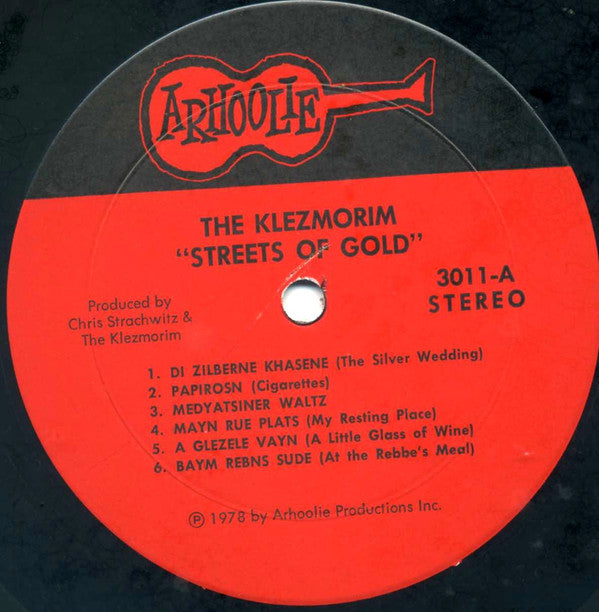 ARHOOLIE
THE KLEZMORIM
"STREETS OF GOLD"
3011-A
STEREO
Produced by
Chris Strachwitz &
The Klezmorim
1. DI ZILBERNE KHASENE (The Silver Wedding)
2. PAPIROSN (Cigarettes)
3. MEDYATSINER WALTZ
4. MAYN RUE PLATS (My Resting Place)
5. A GLEZELE VAYN (A Little Glass of Wine)
6. BAYM REBNS SUDE (At the Rebbe's Meal)
℗ 1978 by Arhoolie Productions Inc.